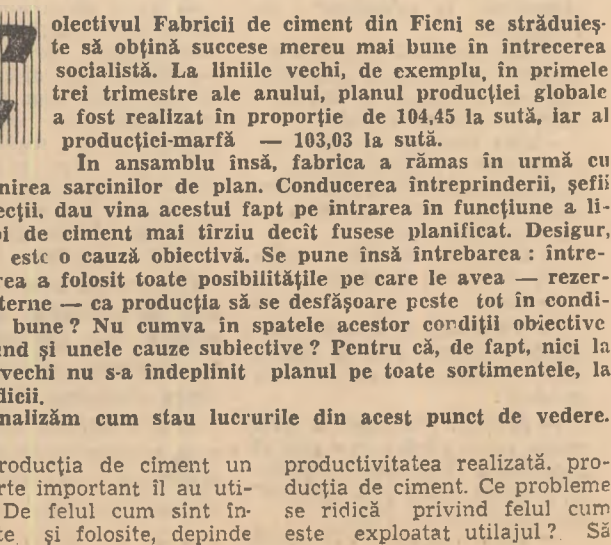 olectivul Fabricii de ciment din Fieni se străduieș-
te să obțină succese mereu mai bune în întrecerea
socialistă. La liniile vechi, de exemplu, în primele
trei trimestre ale anului, planul producției globale
a fost realizat în proporție de 104,45 la sută, iar al
producției-marfă — 103,03 la sută.
In ansamblu însă, fabrica a rămas în urmă cu
nirea sarcinilor de plan. Conducerea întreprinderii, șefii
ecții, dau vina acestui fapt pe intrarea în funcțiune a li-
oi de ciment mai tîrziu decît fusese planificat. Desigur,
este o cauză obiectivă. Se pune însă întrebarea : între-
rea a folosit toate posibilitățile pe care le avea — rezer-
terne — ca producția să se desfășoare peste tot în condi-
bune ? Nu cumva în spatele acestor condiții obiective
nd și unele cauze subiective ? Pentru că, de fapt, nici la
vechi nu s-a îndeplinit planul pe toate sortimentele, la
dicii.
nalizăm cum stau lucrurile din acest punct de vedere.
roducția de ciment un
rte important îl au uti-
De felul cum sint în-
te și folosite, depinde
productivitatea realizată. pro-
ducția de ciment. Ce probleme
se ridică privind felul cum
este exploatat utilajul ? Să